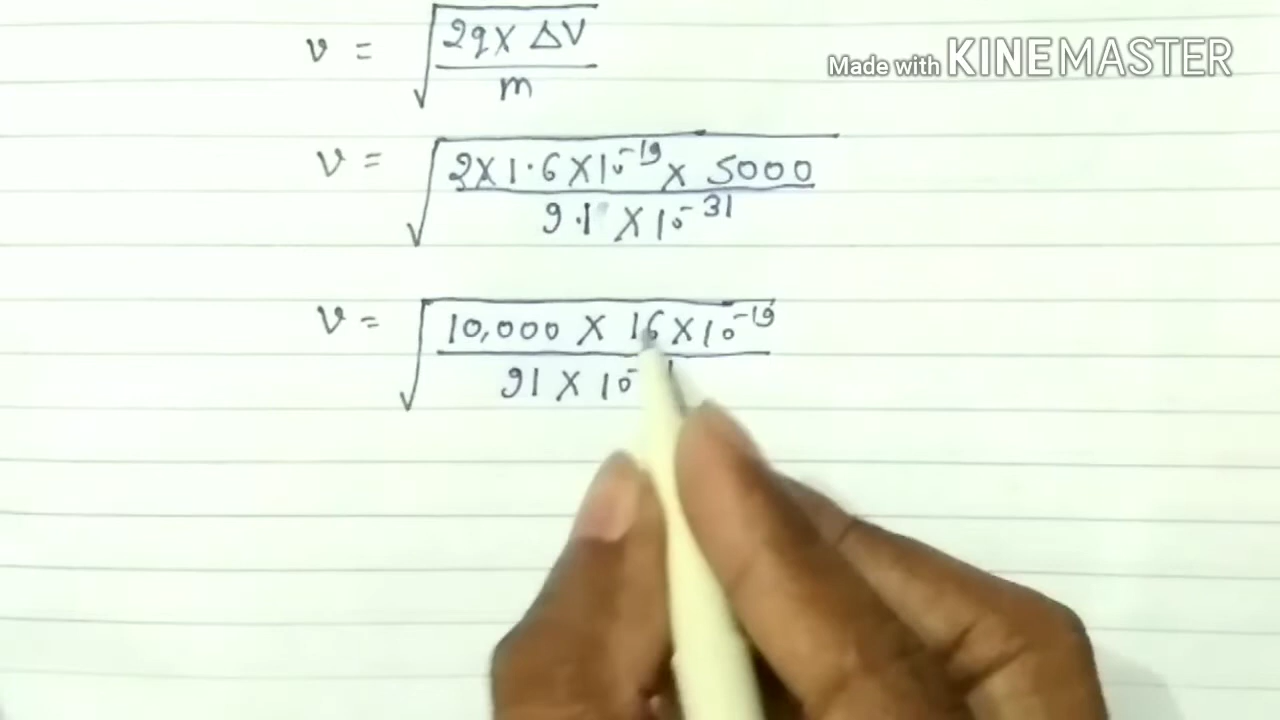 Made with KINEMASTER
v = √(2q × ΔV / m)
v = √(2 × 1.6 × 10⁻¹⁹ × 5000 / 9.1 × 10⁻³¹)
v = √(10,000 × 16 × 10⁻¹⁹ / 91 × 10⁻